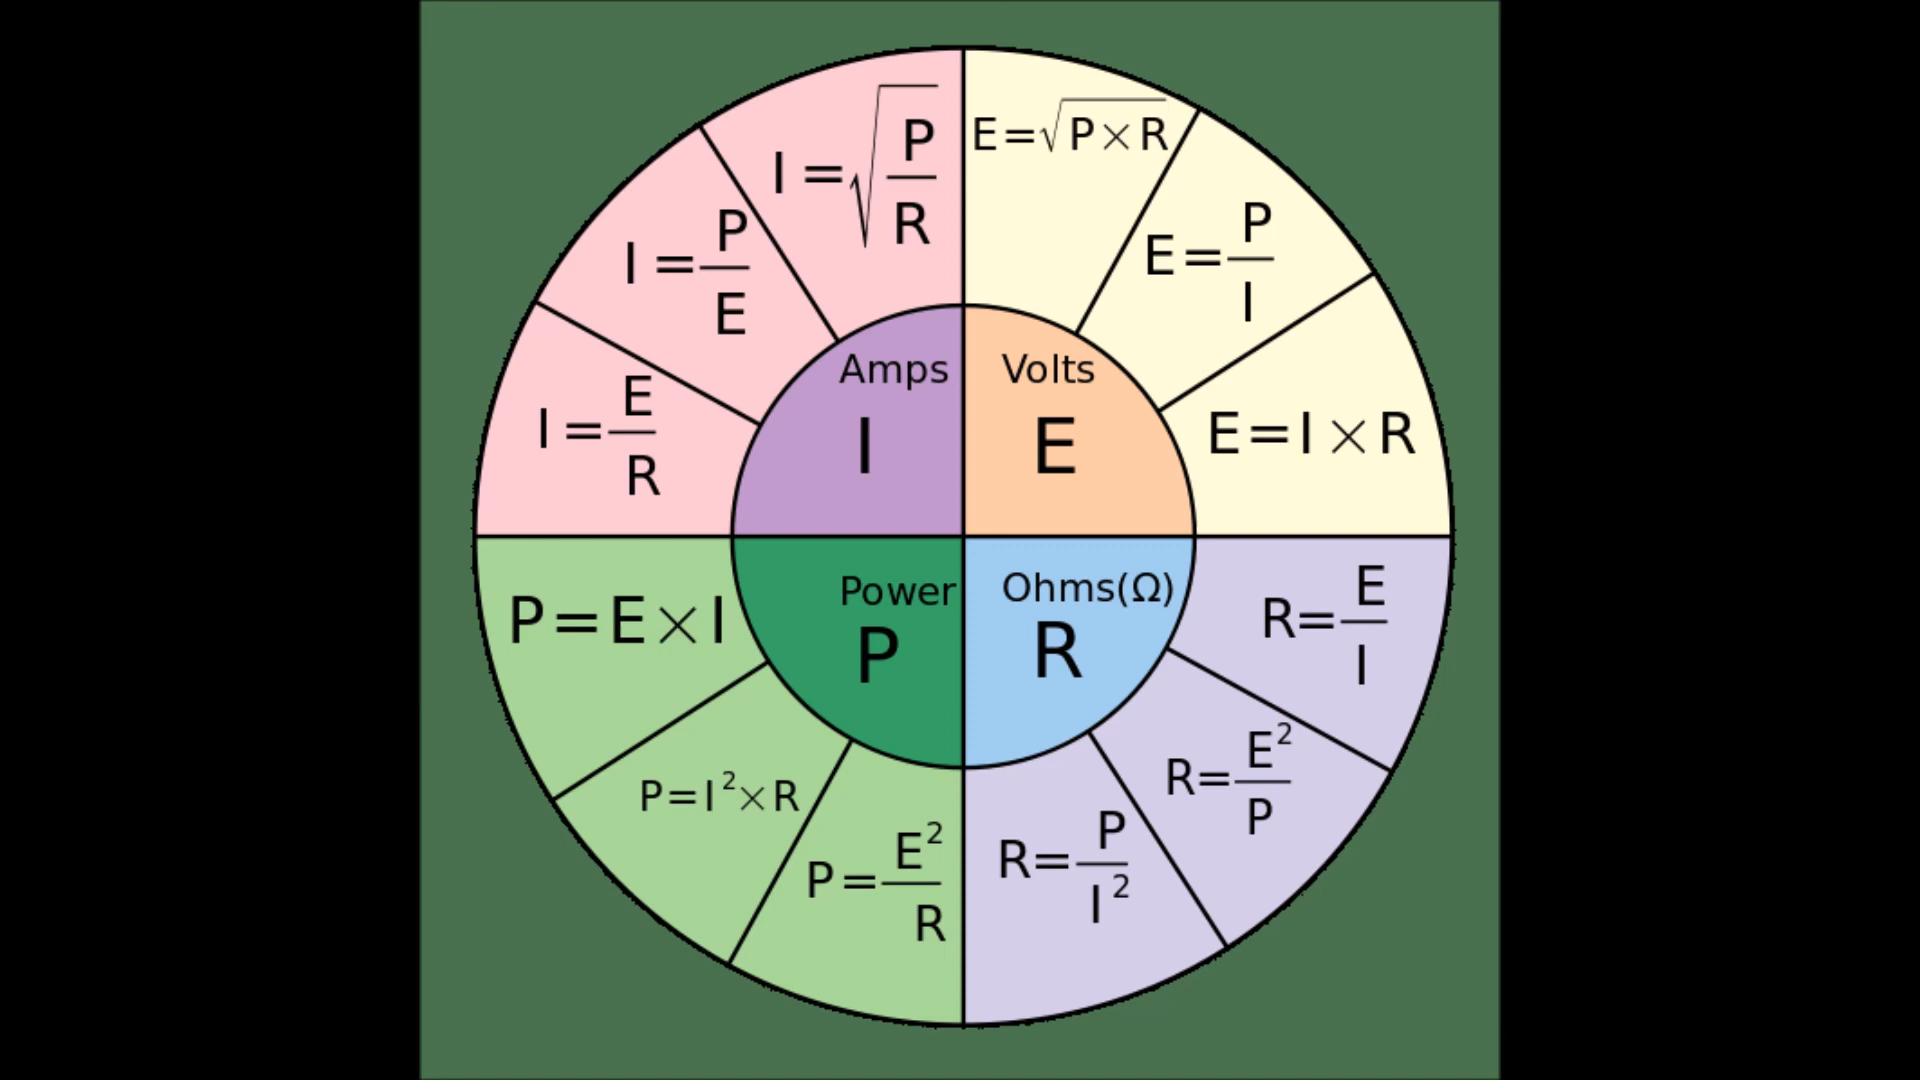 I = √(P/R)
E = √(P × R)
I = P/E
E = P/I
I = E/R
E = I × R
Amps
I
Volts
E
Power
P
Ohms(Ω)
R
P = E × I
R = E/I
P = I² × R
R = E²/P
P = E²/R
R = P/I²